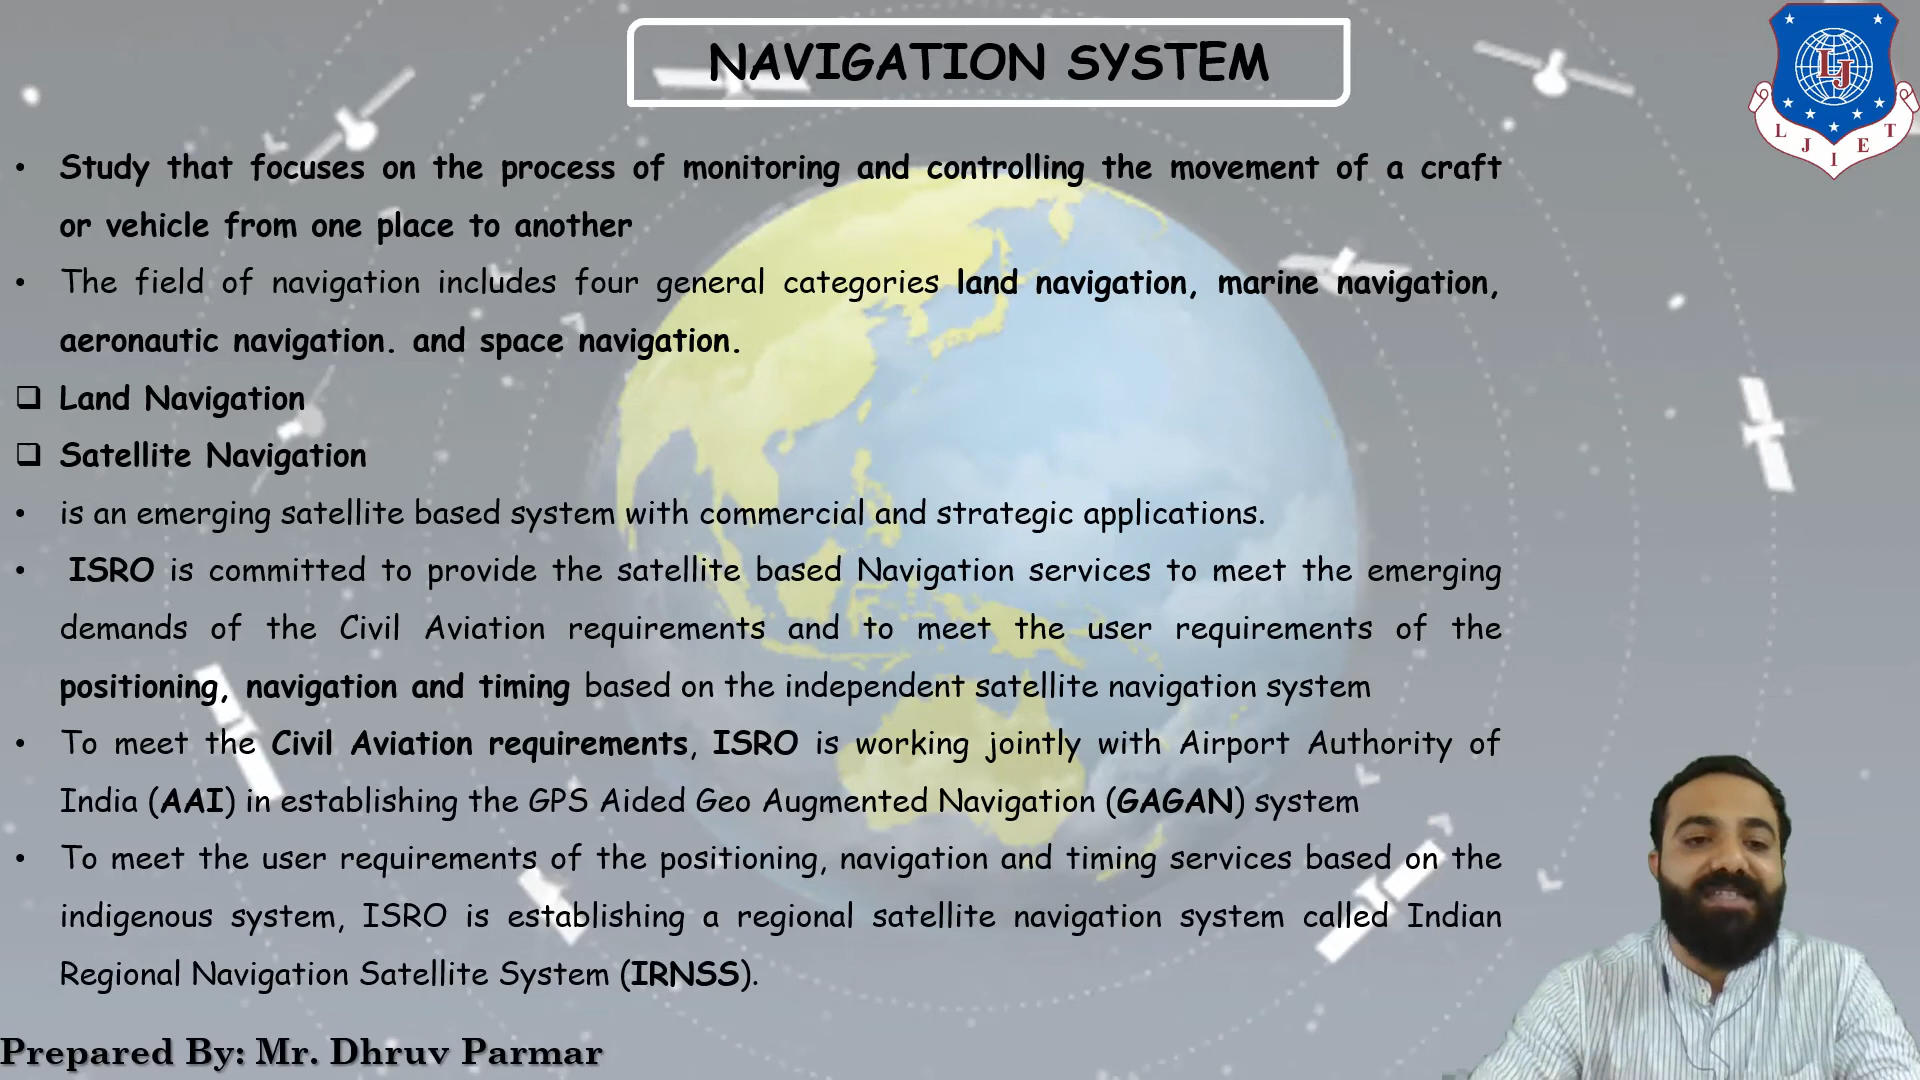 NAVIGATION SYSTEM
LJ
L J I E T
• Study that focuses on the process of monitoring and controlling the movement of a craft
or vehicle from one place to another
• The field of navigation includes four general categories land navigation, marine navigation,
aeronautic navigation. and space navigation.
❑ Land Navigation
❑ Satellite Navigation
• is an emerging satellite based system with commercial and strategic applications.
• ISRO is committed to provide the satellite based Navigation services to meet the emerging
demands of the Civil Aviation requirements and to meet the user requirements of the
positioning, navigation and timing based on the independent satellite navigation system
• To meet the Civil Aviation requirements, ISRO is working jointly with Airport Authority of
India (AAI) in establishing the GPS Aided Geo Augmented Navigation (GAGAN) system
• To meet the user requirements of the positioning, navigation and timing services based on the
indigenous system, ISRO is establishing a regional satellite navigation system called Indian
Regional Navigation Satellite System (IRNSS).
Prepared By: Mr. Dhruv Parmar